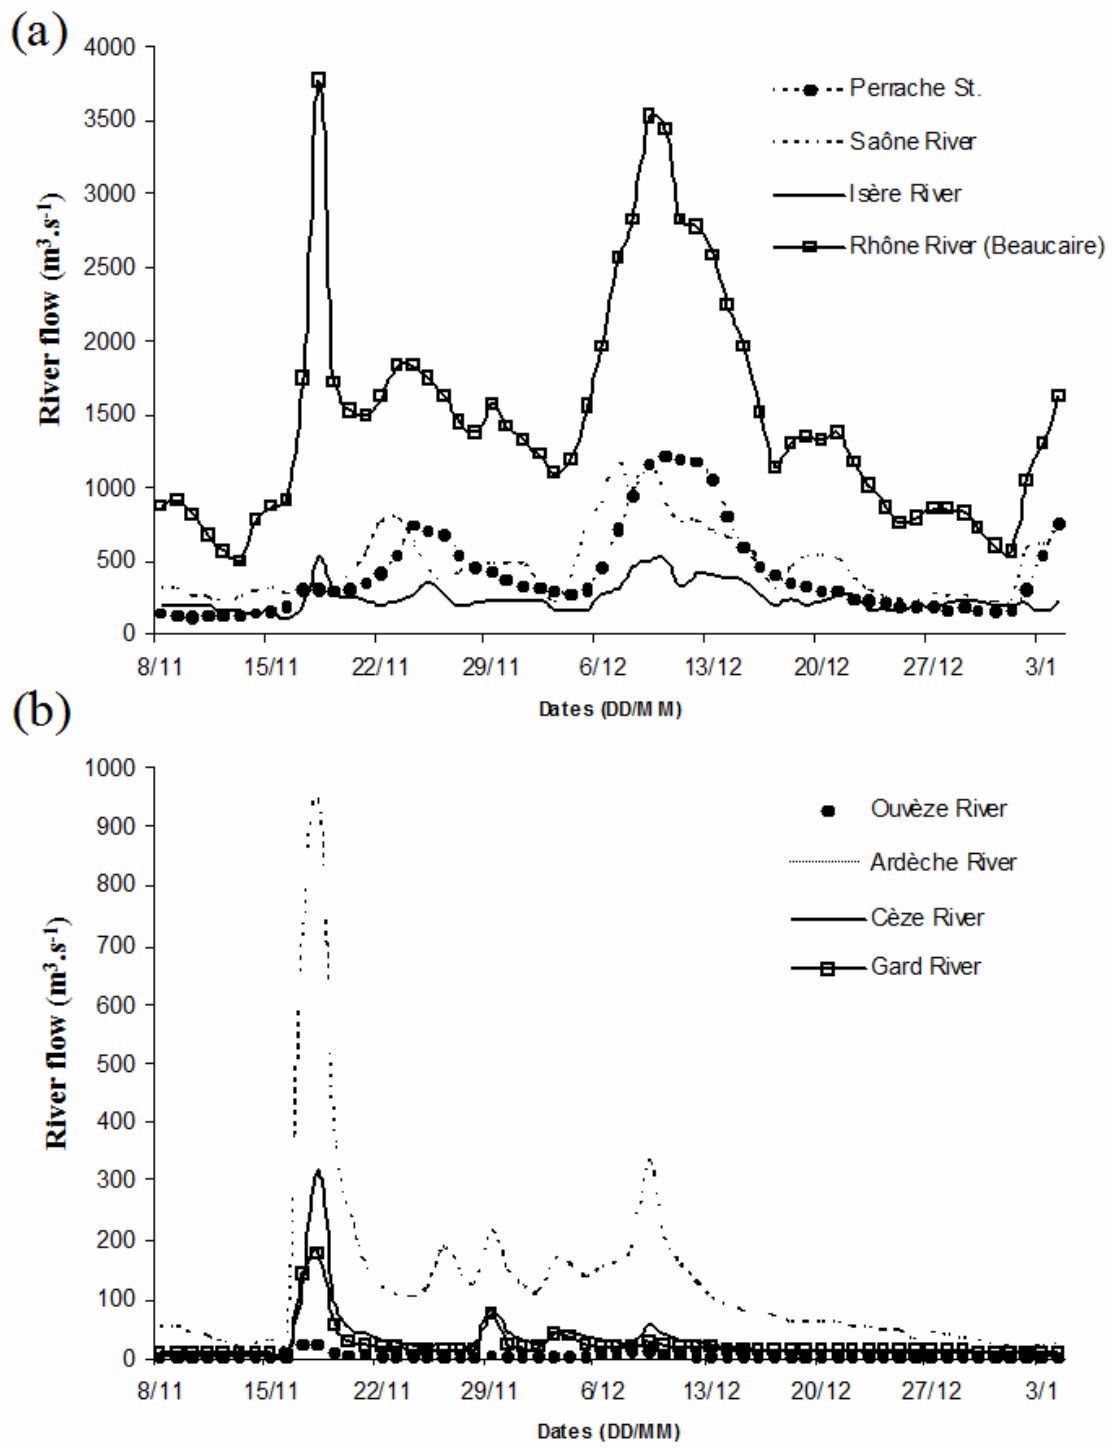 (a)
4000
3500
3000
2500
2000
1500
1000
500
0
River flow (m³.s⁻¹)
Perrache St.
Saône River
Isère River
Rhône River (Beaucaire)
8/11 15/11 22/11 29/11 6/12 13/12 20/12 27/12 3/1
Dates (DD/MM)
(b)
1000
900
800
700
600
500
400
300
200
100
0
River flow (m³.s⁻¹)
Ouvèze River
Ardèche River
Cèze River
Gard River
8/11 15/11 22/11 29/11 6/12 13/12 20/12 27/12 3/1
Dates (DD/MM)